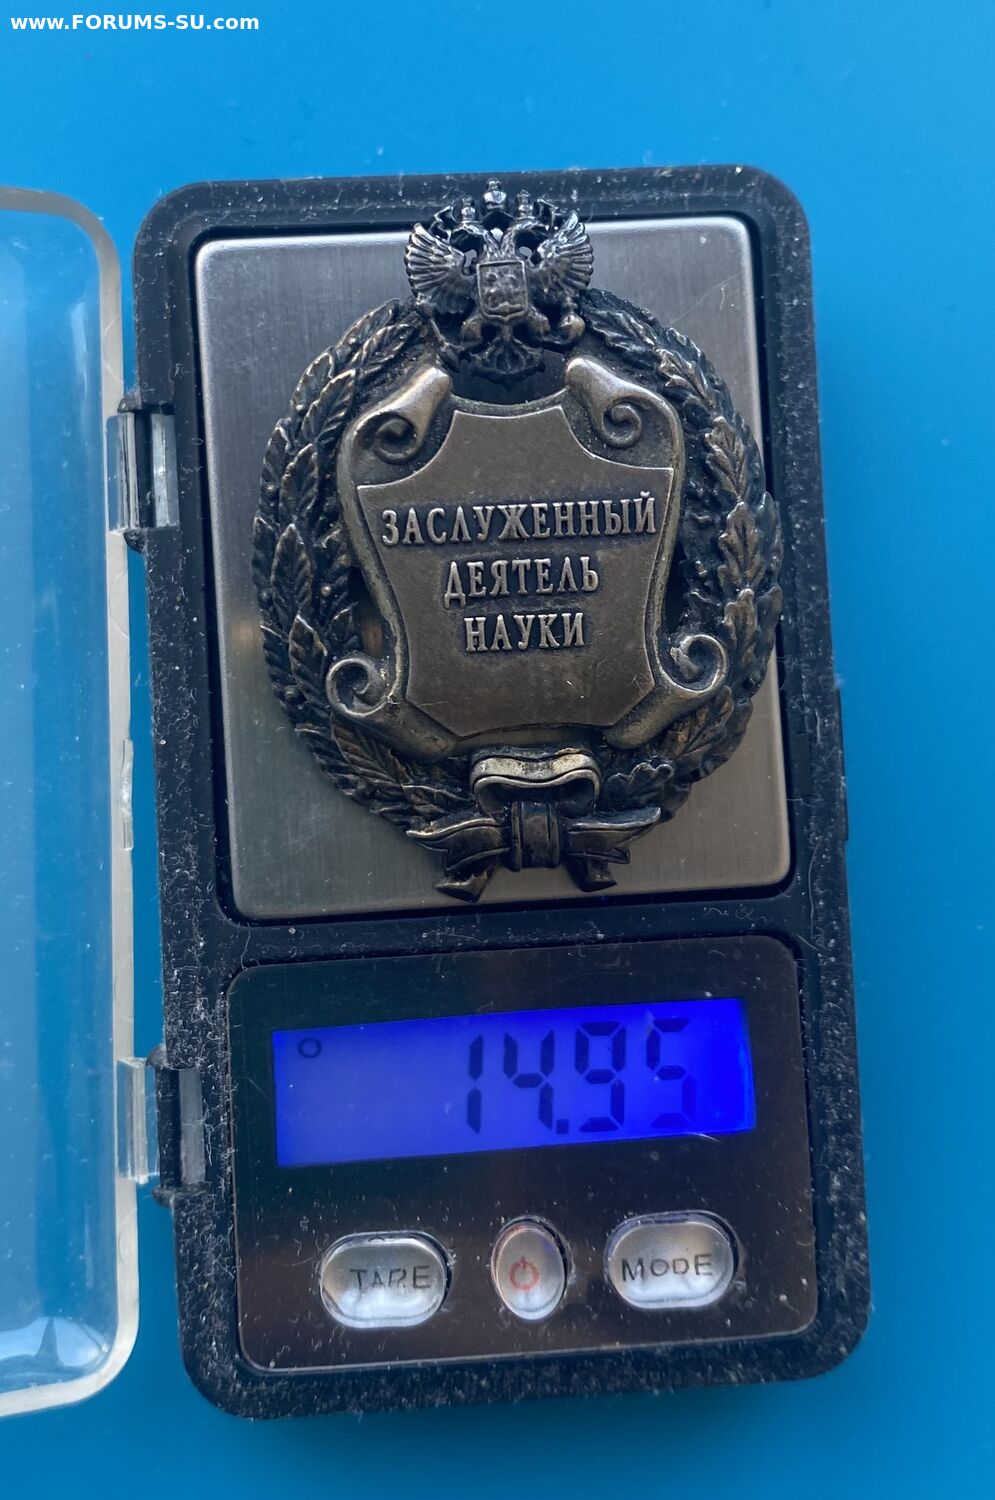 www.FORUMS-SU.com
ЗАСЛУЖЕННЫЙ
ДЕЯТЕЛЬ
НАУКИ
14.95
TARE
MODE